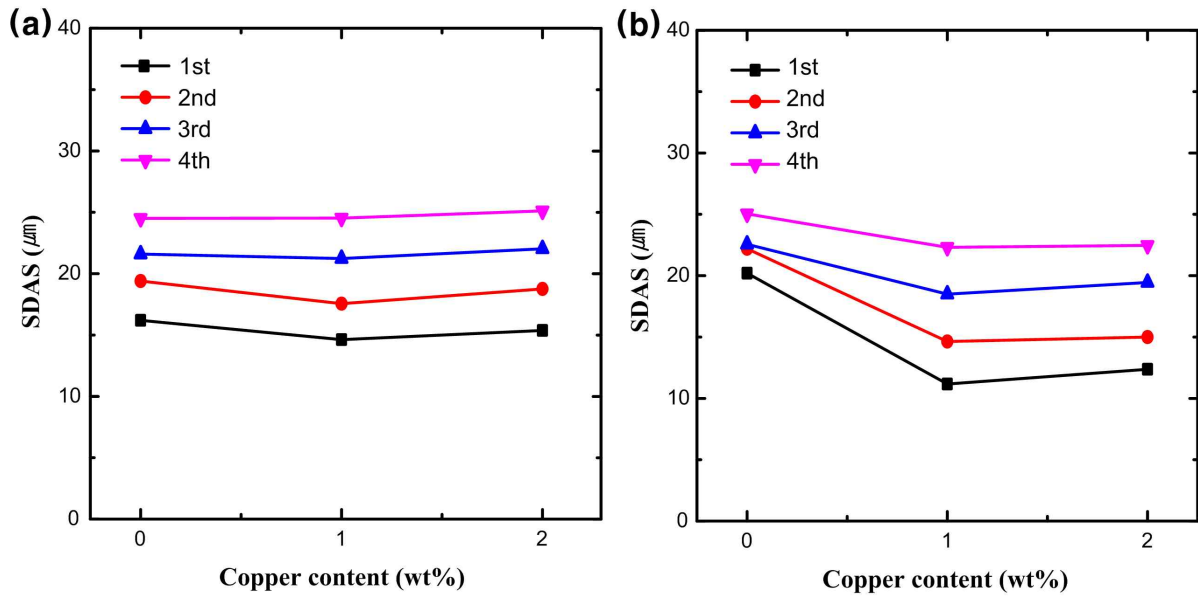 (a)
40
30
20
10
0
SDAS (㎛)
1st
2nd
3rd
4th
0 1 2
Copper content (wt%)
(b)
40
30
20
10
0
SDAS (㎛)
1st
2nd
3rd
4th
0 1 2
Copper content (wt%)